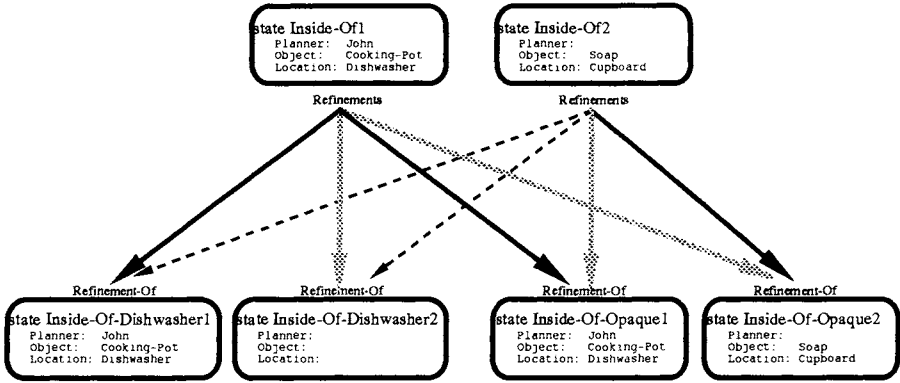 state Inside-Of1
Planner: John
Object: Cooking-Pot
Location: Dishwasher
state Inside-Of2
Planner:
Object: Soap
Location: Cupboard
Refinements
Refinements
Refinement-Of
Refinement-Of
Refinement-Of
Refinement-Of
state Inside-Of-Dishwasher1
Planner: John
Object: Cooking-Pot
Location: Dishwasher
state Inside-Of-Dishwasher2
Planner:
Object:
Location:
state Inside-Of-Opaque1
Planner: John
Object: Cooking-Pot
Location: Dishwasher
state Inside-Of-Opaque2
Planner:
Object: Soap
Location: Cupboard